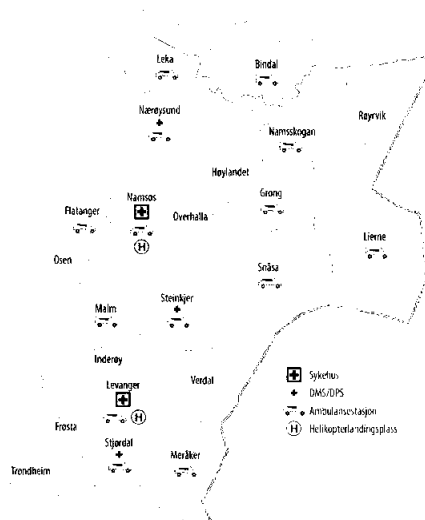 Leka
Bindal
Nærøysund
Røyrvik
Namsskogan
Høylandet
Namsos
Grong
Flatanger
Overhalla
H
Lierne
Osen
Snåsa
Steinkjer
Malm
Inderøy
Sykehus
Levanger
Verdal
DMS/DPS
H
Ambulansestasjon
Frosta
H Helikopterlandingsplass
Stjørdal
Meråker
Trondheim